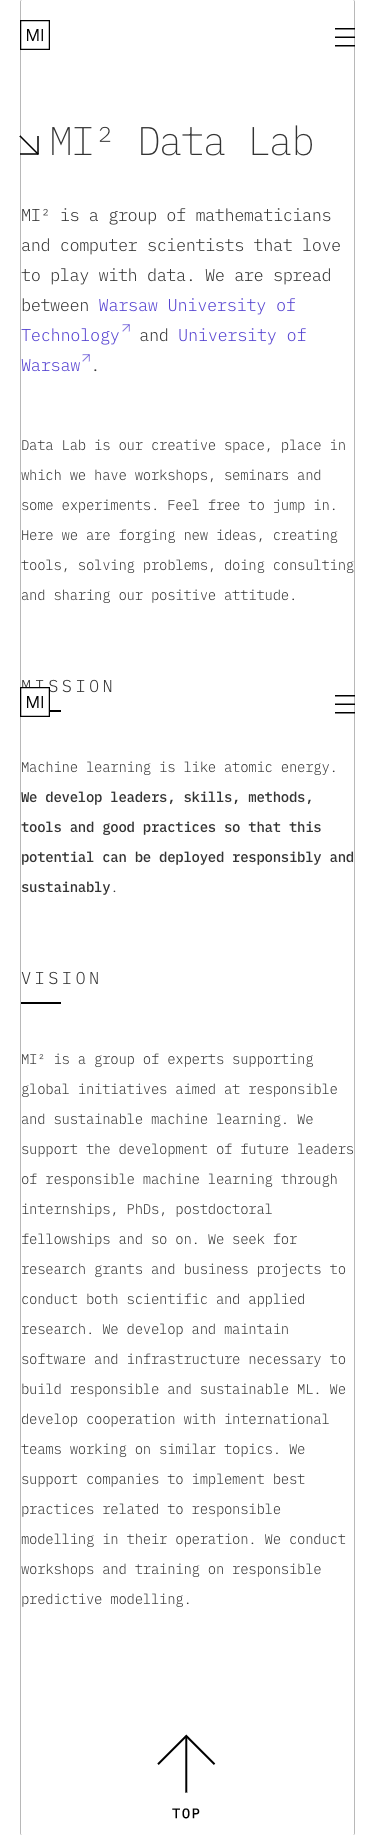 MI
MI² Data Lab
MI² is a group of mathematicians
and computer scientists that love
to play with data. We are spread
between Warsaw University of
Technology and University of
Warsaw.
Data Lab is our creative space, place in
which we have workshops, seminars and
some experiments. Feel free to jump in.
Here we are forging new ideas, creating
tools, solving problems, doing consulting
and sharing our positive attitude.
MISSION
MI
Machine learning is like atomic energy.
We develop leaders, skills, methods,
tools and good practices so that this
potential can be deployed responsibly and
sustainably.
VISION
MI² is a group of experts supporting
global initiatives aimed at responsible
and sustainable machine learning. We
support the development of future leaders
of responsible machine learning through
internships, PhDs, postdoctoral
fellowships and so on. We seek for
research grants and business projects to
conduct both scientific and applied
research. We develop and maintain
software and infrastructure necessary to
build responsible and sustainable ML. We
develop cooperation with international
teams working on similar topics. We
support companies to implement best
practices related to responsible
modelling in their operation. We conduct
workshops and training on responsible
predictive modelling.
TOP